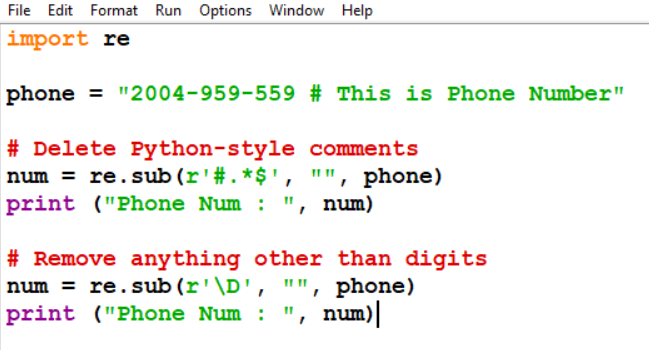 File Edit Format Run Options Window Help
import re
phone = "2004-959-559 # This is Phone Number"
# Delete Python-style comments
num = re.sub(r'#.*$', "", phone)
print ("Phone Num : ", num)
# Remove anything other than digits
num = re.sub(r'\D', "", phone)
print ("Phone Num : ", num)